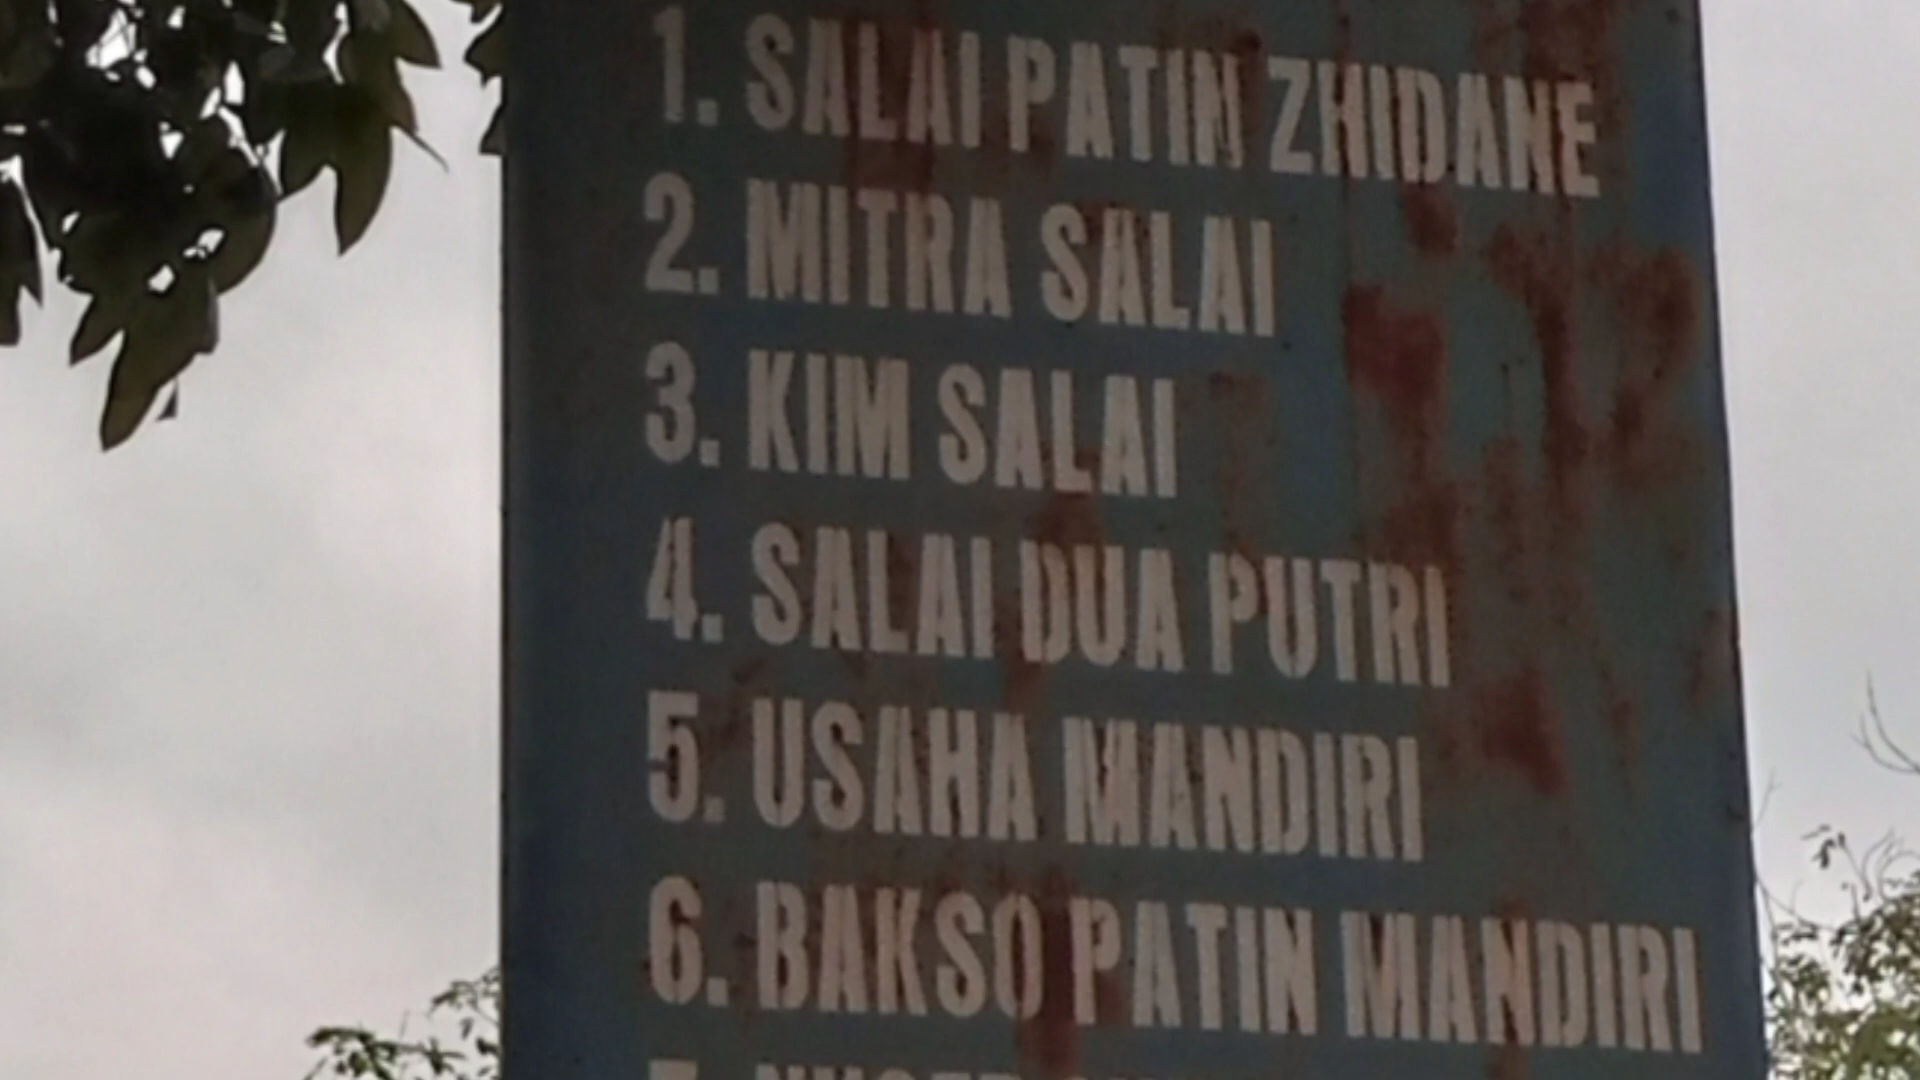 1. SALAI PATIN ZHIDANE
2. MITRA SALAI
3. KIM SALAI
4. SALAI DUA PUTRI
5. USAHA MANDIRI
6. BAKSO PATIN MANDIRI